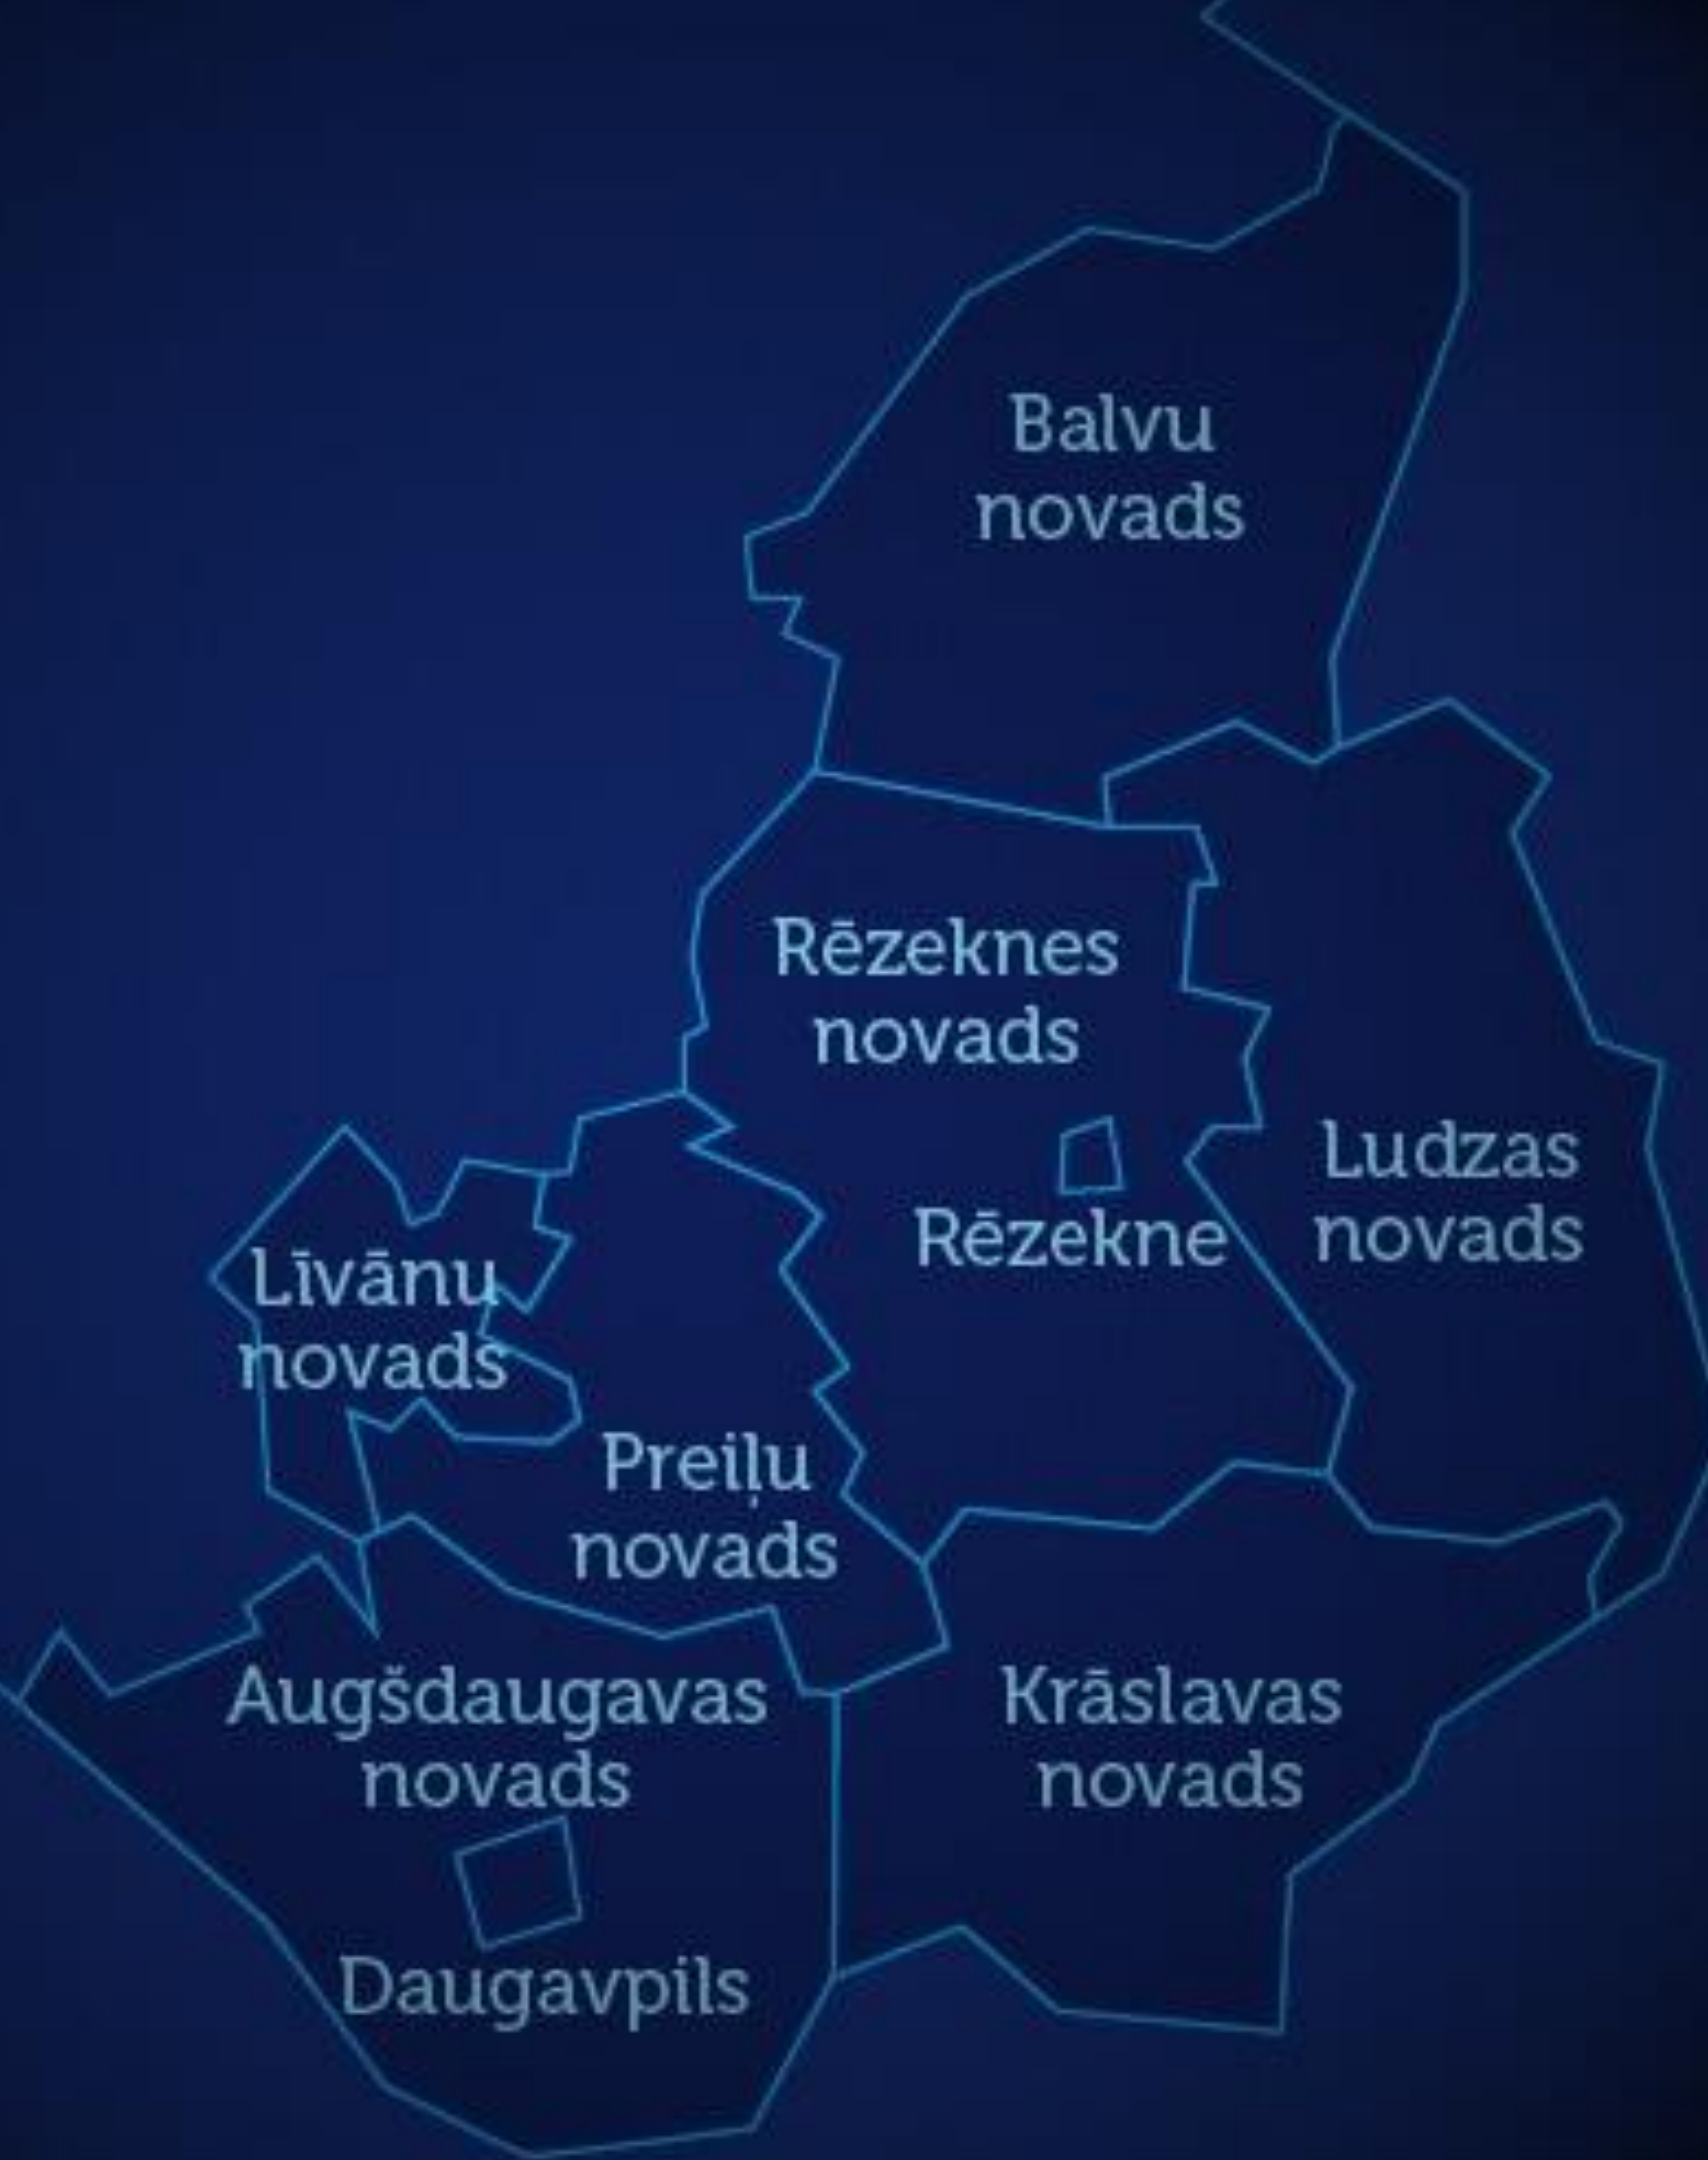 Balvu
novads
Rēzeknes
novads
Rēzekne
Ludzas
novads
Līvānu
novads
Preiļu
novads
Augšdaugavas
novads
Daugavpils
Krāslavas
novads